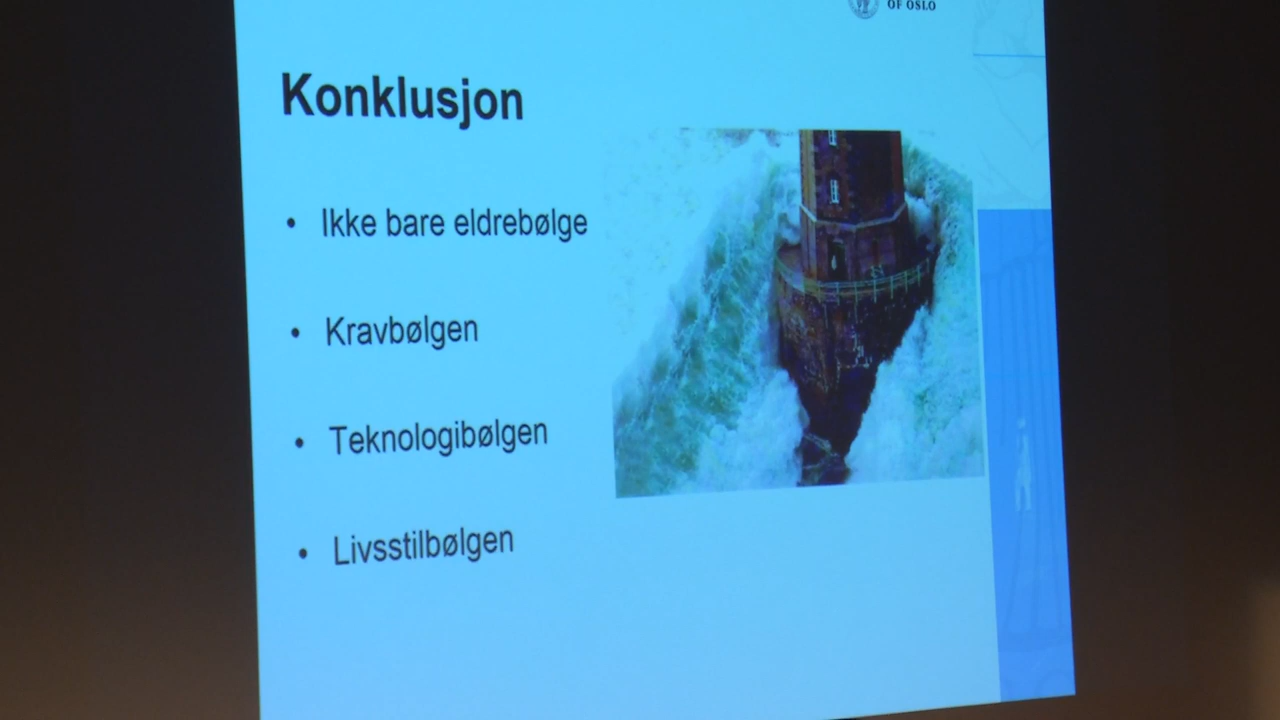 OF OSLO
Konklusjon
• Ikke bare eldrebølge
• Kravbølgen
• Teknologibølgen
• Livsstilbølgen